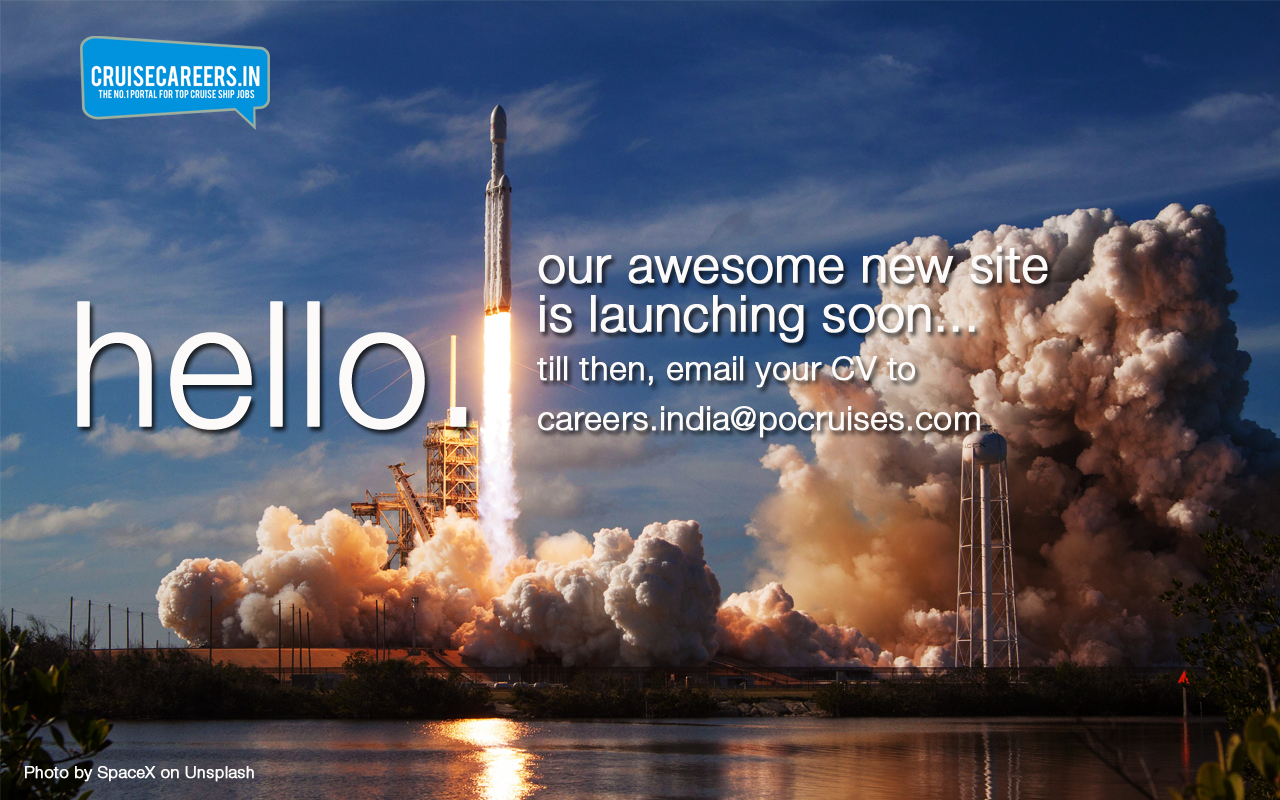 CRUISECAREERS.IN
THE NO.1 PORTAL FOR TOP CRUISE SHIP JOBS
hello.
our awesome new site
is launching soon...
till then, email your CV to
careers.india@pocruises.com
Photo by SpaceX on Unsplash